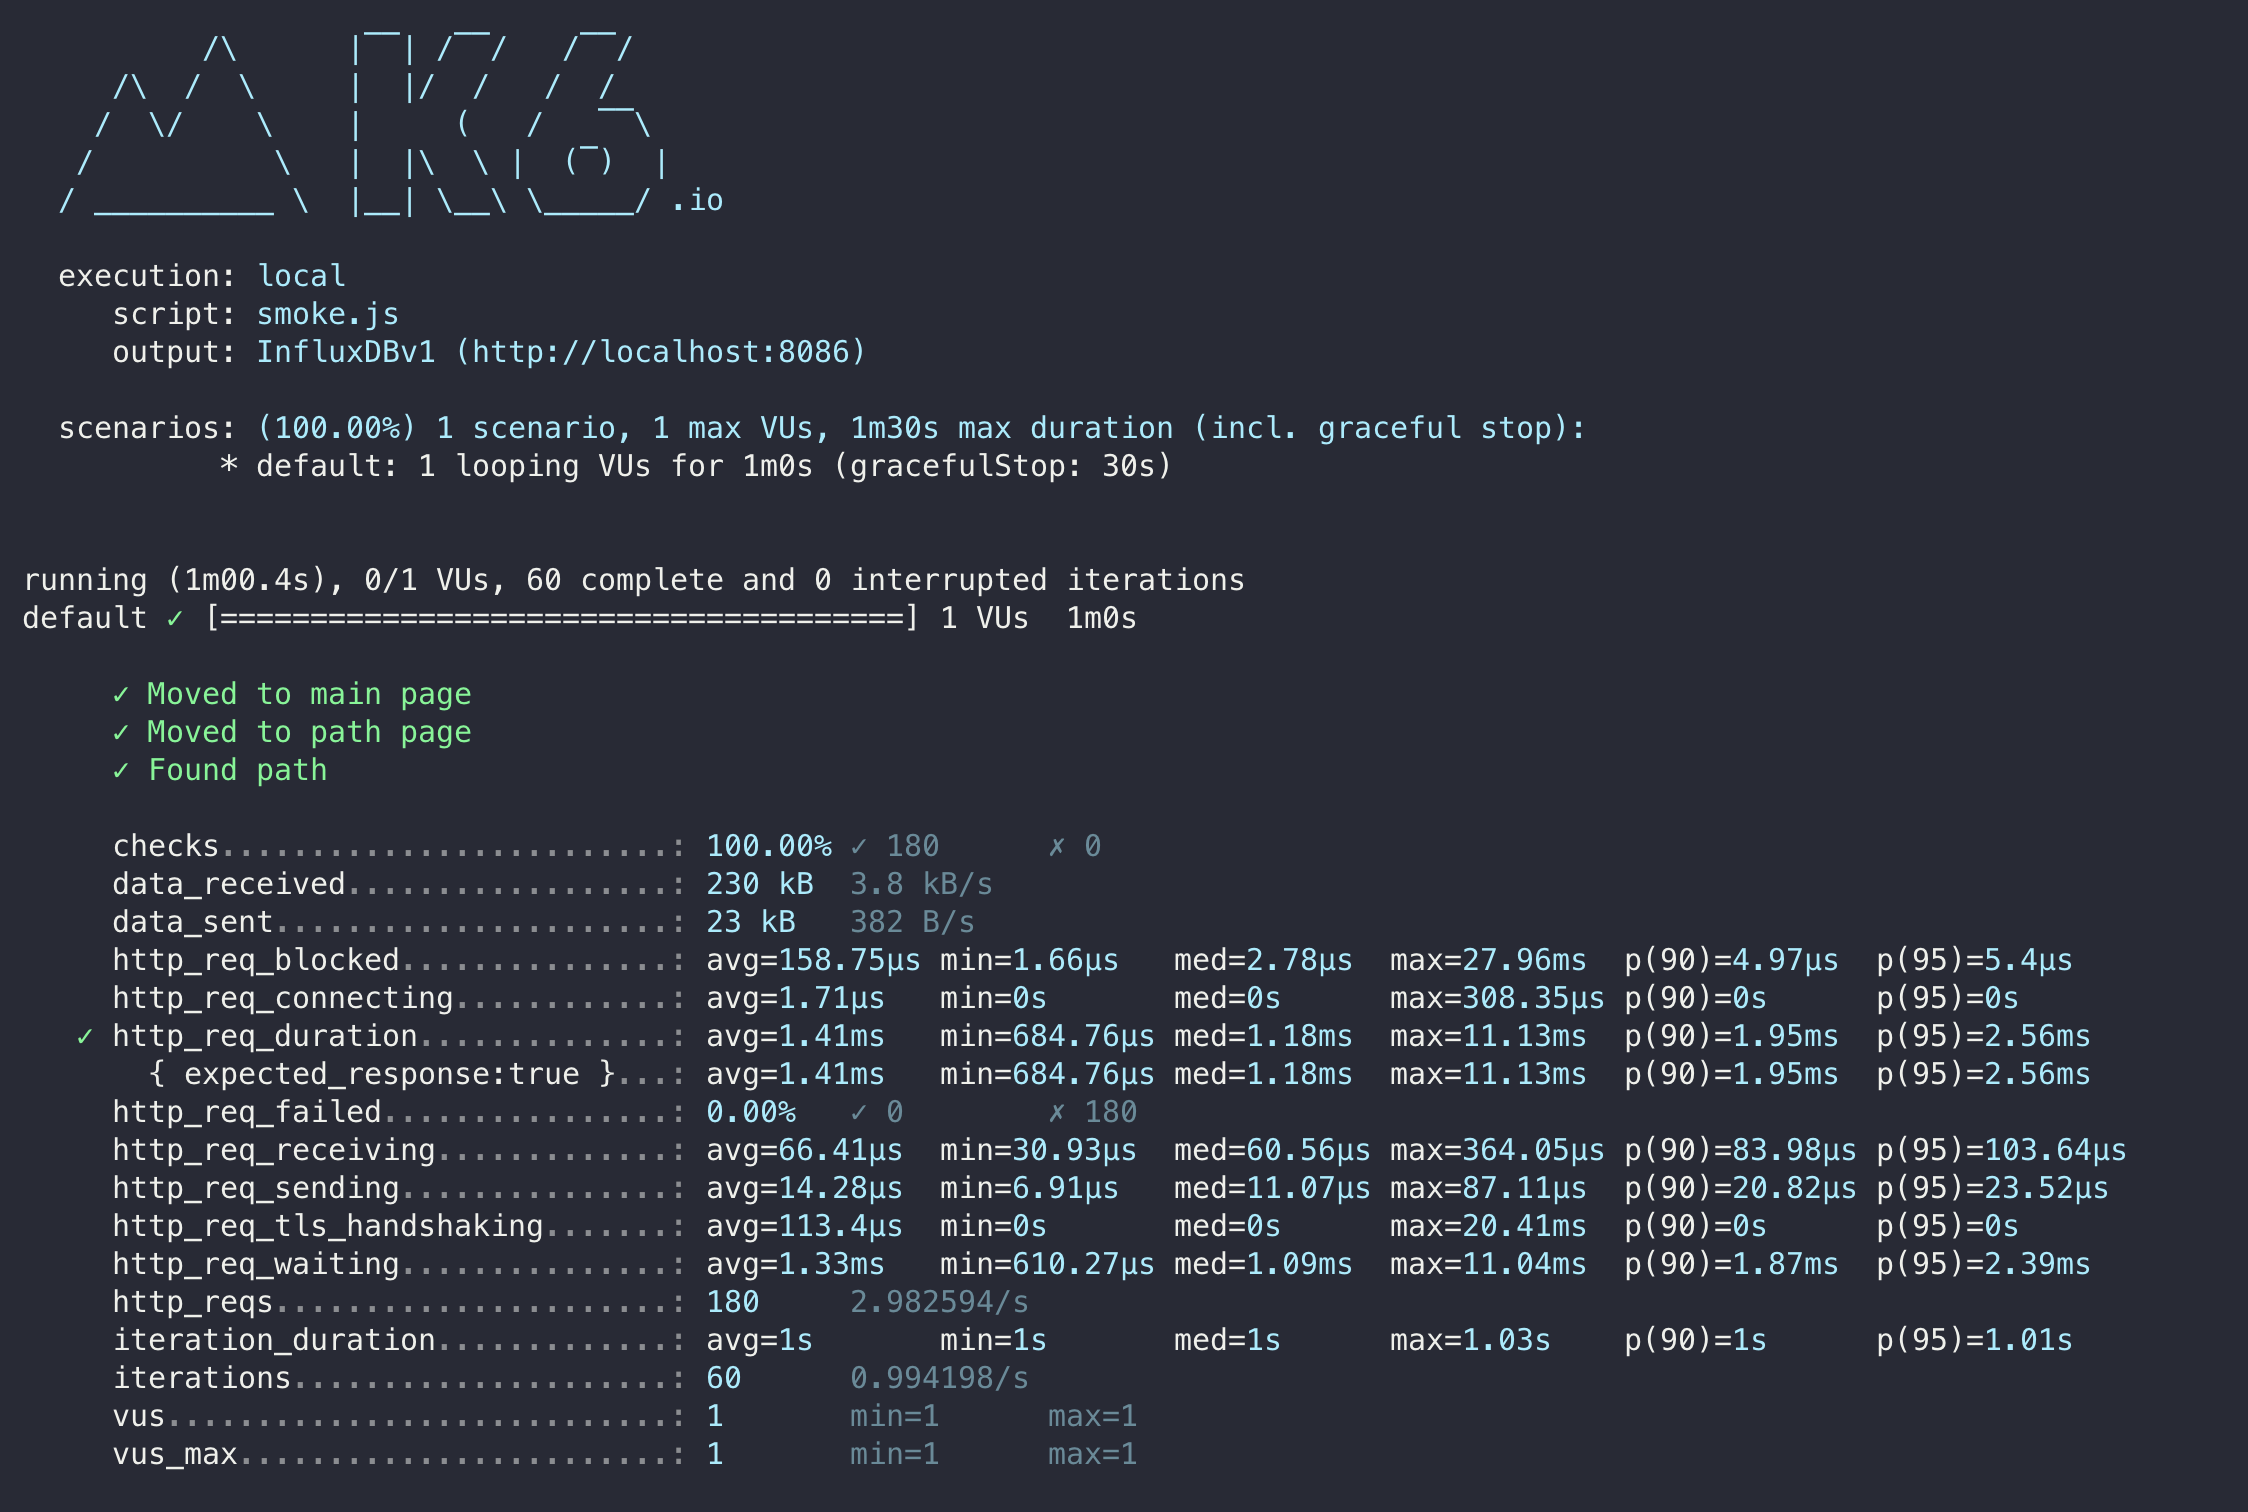 /\      |‾‾| /‾‾/   /‾‾/
     /\  /  \     |  |/  /   /  /
    /  \/    \    |     (   /   ‾‾\
   /          \   |  |\  \ |  (‾)  |
  / __________ \  |__| \__\ \_____/ .io
execution: local
script: smoke.js
output: InfluxDBv1 (http://localhost:8086)
scenarios: (100.00%) 1 scenario, 1 max VUs, 1m30s max duration (incl. graceful stop):
* default: 1 looping VUs for 1m0s (gracefulStop: 30s)
running (1m00.4s), 0/1 VUs, 60 complete and 0 interrupted iterations
default ✓ [======================================] 1 VUs  1m0s
✓ Moved to main page
✓ Moved to path page
✓ Found path
checks.........................: 100.00% ✓ 180      ✗ 0
data_received..................: 230 kB  3.8 kB/s
data_sent......................: 23 kB   382 B/s
http_req_blocked...............: avg=158.75µs min=1.66µs   med=2.78µs  max=27.96ms  p(90)=4.97µs  p(95)=5.4µs
http_req_connecting............: avg=1.71µs   min=0s       med=0s      max=308.35µs p(90)=0s      p(95)=0s
✓ http_req_duration..............: avg=1.41ms   min=684.76µs med=1.18ms  max=11.13ms  p(90)=1.95ms  p(95)=2.56ms
{ expected_response:true }...: avg=1.41ms   min=684.76µs med=1.18ms  max=11.13ms  p(90)=1.95ms  p(95)=2.56ms
http_req_failed................: 0.00%   ✓ 0        ✗ 180
http_req_receiving.............: avg=66.41µs  min=30.93µs  med=60.56µs max=364.05µs p(90)=83.98µs p(95)=103.64µs
http_req_sending...............: avg=14.28µs  min=6.91µs   med=11.07µs max=87.11µs  p(90)=20.82µs p(95)=23.52µs
http_req_tls_handshaking.......: avg=113.4µs  min=0s       med=0s      max=20.41ms  p(90)=0s      p(95)=0s
http_req_waiting...............: avg=1.33ms   min=610.27µs med=1.09ms  max=11.04ms  p(90)=1.87ms  p(95)=2.39ms
http_reqs......................: 180     2.982594/s
iteration_duration.............: avg=1s       min=1s       med=1s      max=1.03s    p(90)=1s      p(95)=1.01s
iterations.....................: 60      0.994198/s
vus............................: 1       min=1      max=1
vus_max........................: 1       min=1      max=1